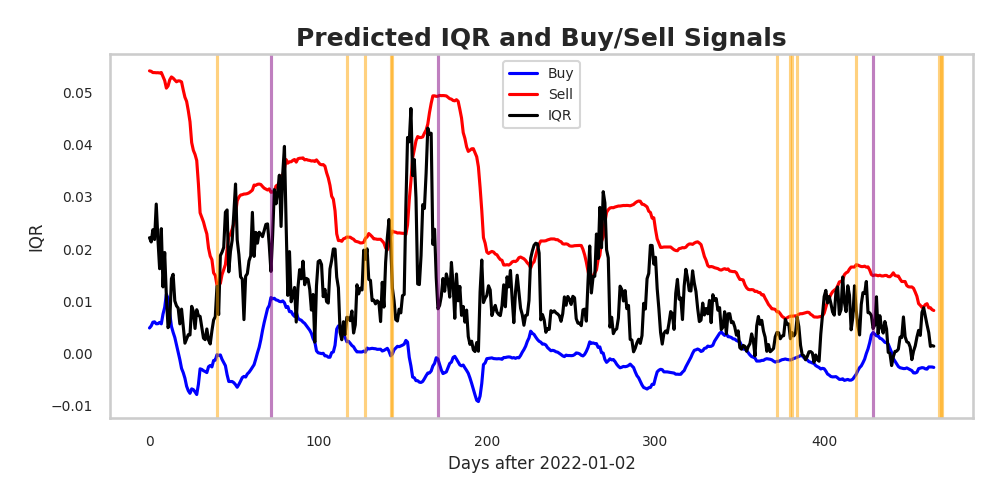 Predicted IQR and Buy/Sell Signals
Buy
Sell
IQR
0.05
0.04
0.03
0.02
0.01
0.00
−0.01
IQR
0
100
200
300
400
Days after 2022-01-02